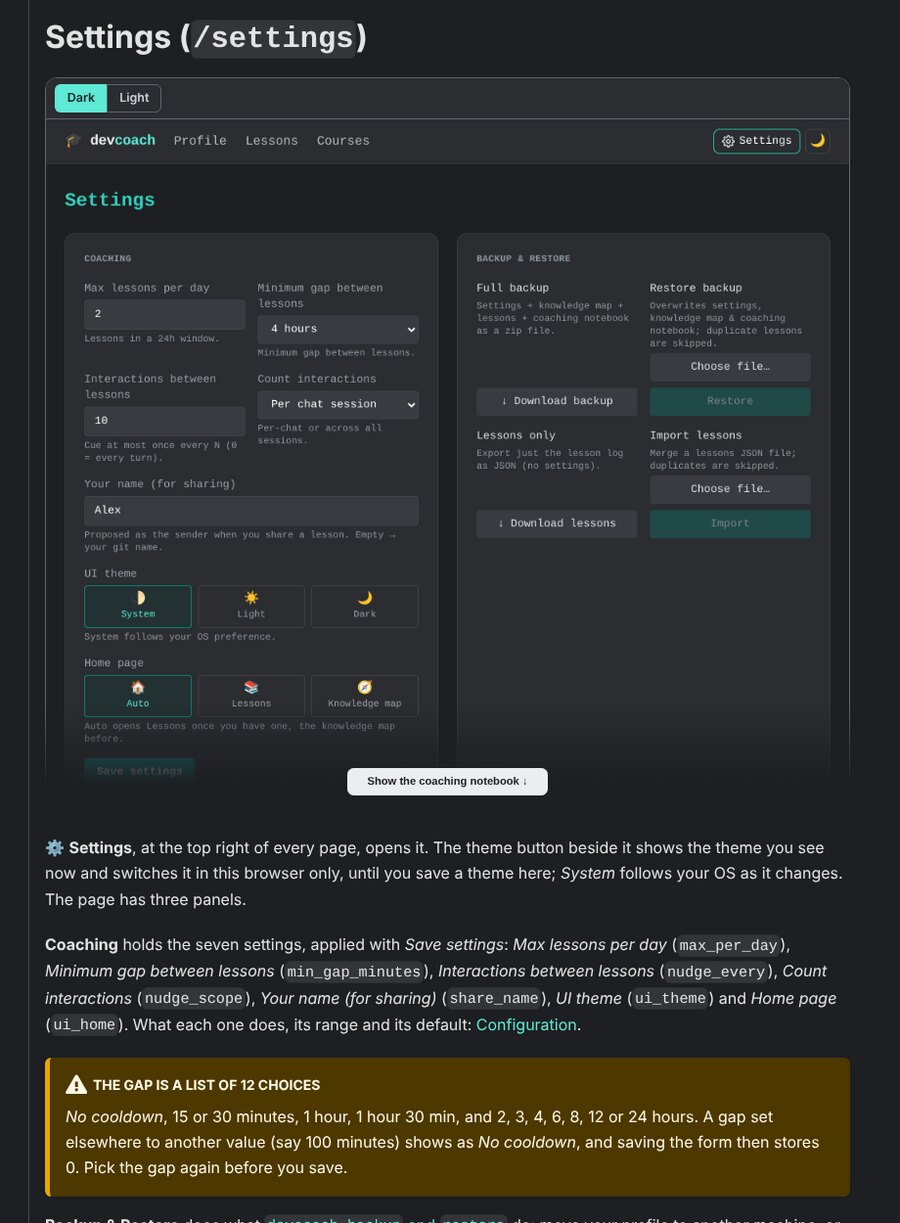 Settings (/settings)
Dark Light
devcoach Profile Lessons Courses Settings
Settings
COACHING
Max lessons per day
2
Lessons in a 24h window.
Minimum gap between
lessons
4 hours
Minimum gap between lessons.
Interactions between
lessons
10
Cue at most once every N (0
= every turn).
Count interactions
Per chat session
Per-chat or across all
sessions.
Your name (for sharing)
Alex
Proposed as the sender when you share a lesson. Empty →
your git name.
UI theme
System Light Dark
System follows your OS preference.
Home page
Auto Lessons Knowledge map
Auto opens Lessons once you have one, the knowledge map
before.
Save settings
BACKUP & RESTORE
Full backup
Settings + knowledge map +
lessons + coaching notebook
as a zip file.
↓ Download backup
Restore backup
Overwrites settings,
knowledge map & coaching
notebook; duplicate lessons
are skipped.
Choose file…
Restore
Lessons only
Export just the lesson log
as JSON (no settings).
↓ Download lessons
Import lessons
Merge a lessons JSON file;
duplicates are skipped.
Choose file…
Import
Show the coaching notebook ↓
⚙️ Settings, at the top right of every page, opens it. The theme button beside it shows the theme you see
now and switches it in this browser only, until you save a theme here; System follows your OS as it changes.
The page has three panels.
Coaching holds the seven settings, applied with Save settings: Max lessons per day (max_per_day),
Minimum gap between lessons (min_gap_minutes), Interactions between lessons (nudge_every), Count
interactions (nudge_scope), Your name (for sharing) (share_name), UI theme (ui_theme) and Home page
(ui_home). What each one does, its range and its default: Configuration.
THE GAP IS A LIST OF 12 CHOICES
No cooldown, 15 or 30 minutes, 1 hour, 1 hour 30 min, and 2, 3, 4, 6, 8, 12 or 24 hours. A gap set
elsewhere to another value (say 100 minutes) shows as No cooldown, and saving the form then stores
0. Pick the gap again before you save.